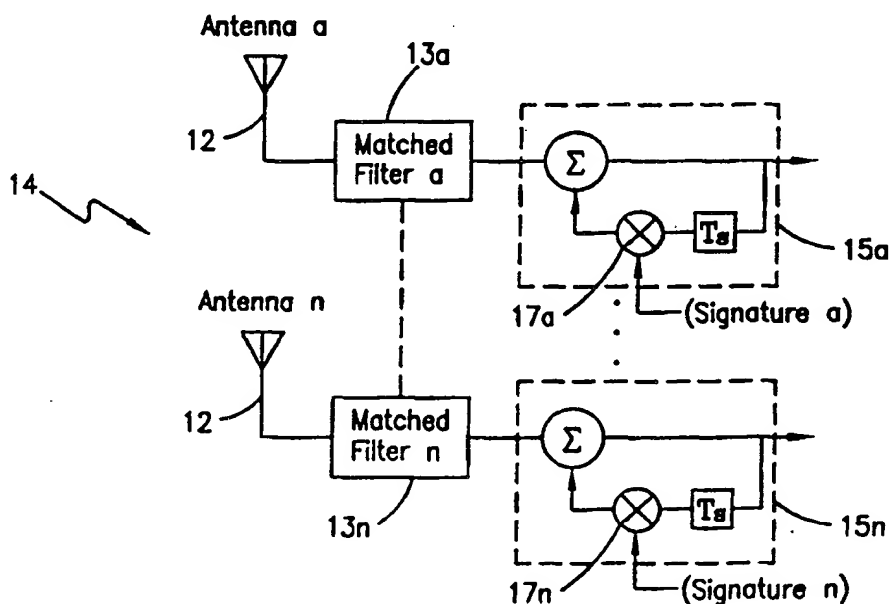 Antenna a
13a
12
Matched
Filter a
Σ
14
Ts
15a
17a
(Signature a)
Antenna n
12
Matched
Filter n
Σ
13n
Ts
15n
17n
(Signature n)